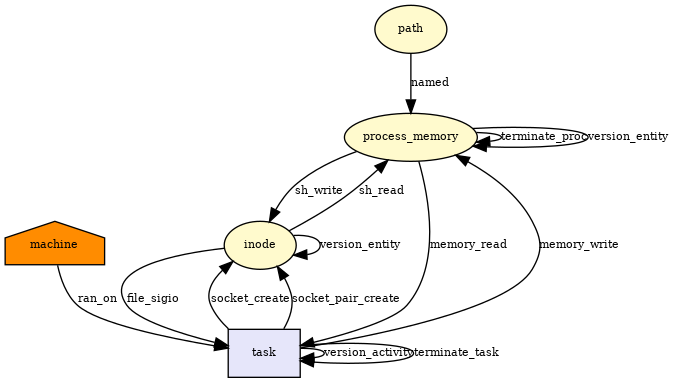 path
named
process_memory
terminate_proc
version_entity
sh_write
sh_read
machine
inode
version_entity
memory_read
memory_write
ran_on
file_sigio
socket_create
socket_pair_create
task
version_activity
terminate_task